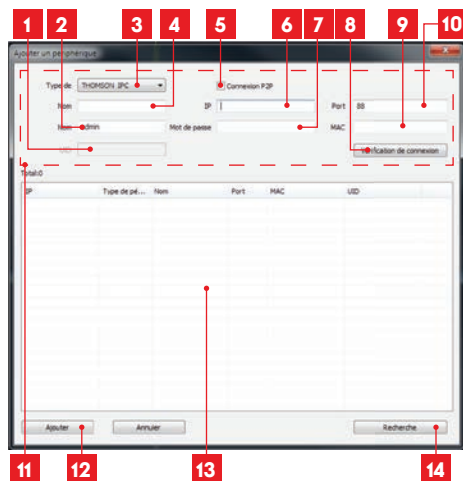 1 2 3 4 5 6 7 8 9 10
Ajouter un périphérique
Type de THOMSON IPC Connexion P2P
Nom IP Port 88
Nom admin Mot de passe MAC
UID Vérification de connexion
Total:0
IP Type de pé... Nom Port MAC UID
13
Ajouter Annuler Recherche
11 12 13 14